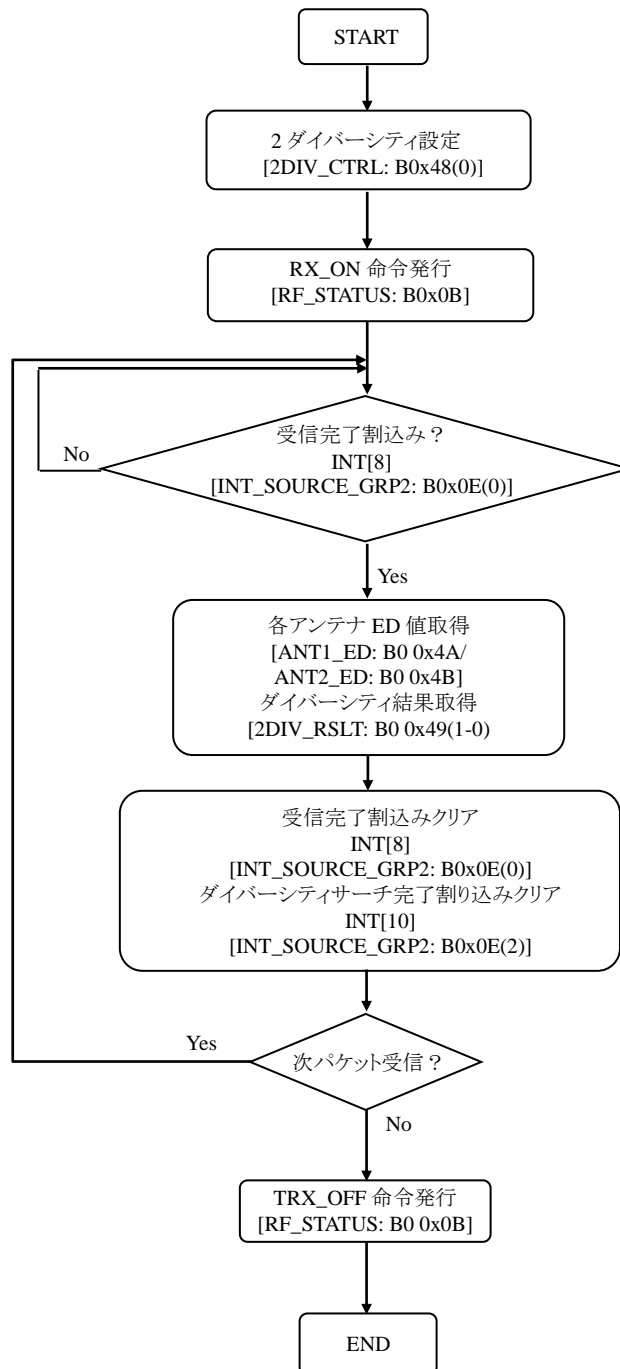 START
2 ダイバーシティ設定
[2DIV_CTRL: B0x48(0)]
RX_ON 命令発行
[RF_STATUS: B0x0B]
受信完了割込み?
No
INT[8]
[INT_SOURCE_GRP2: B0x0E(0)]
Yes
各アンテナ ED 値取得
[ANT1_ED: B0 0x4A/
ANT2_ED: B0 0x4B]
ダイバーシティ結果取得
[2DIV_RSLT: B0 0x49(1-0)
受信完了割込みクリア
INT[8]
[INT_SOURCE_GRP2: B0x0E(0)]
ダイバーシティサーチ完了割り込みクリア
INT[10]
[INT_SOURCE_GRP2: B0x0E(2)]
Yes
次パケット受信?
No
TRX_OFF 命令発行
[RF_STATUS: B0 0x0B]
END